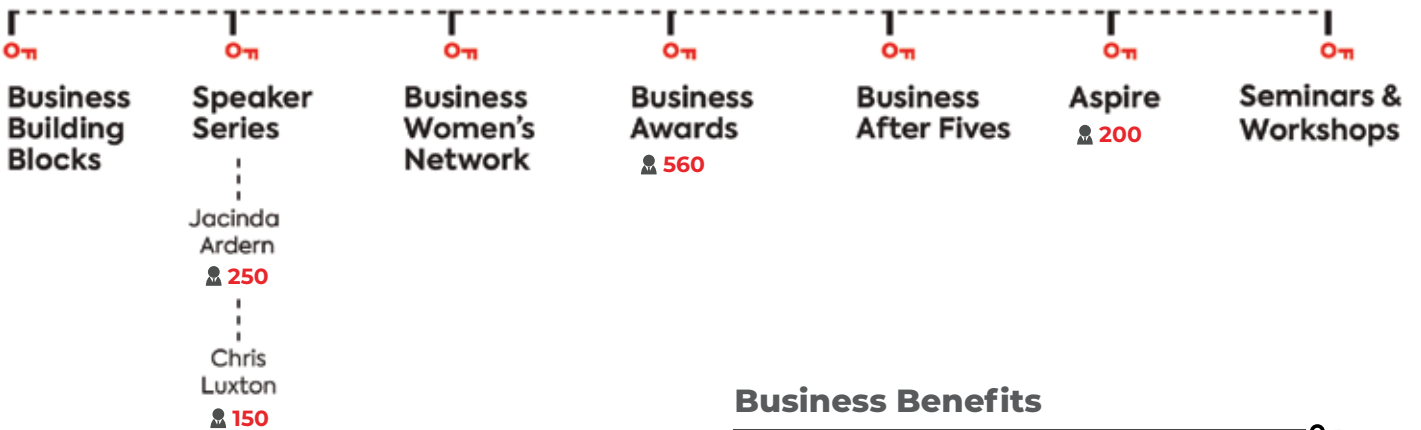 Business
Building
Blocks
Speaker
Series
Jacinda
Ardern
250
Chris
Luxton
150
Business
Women's
Network
Business
Awards
560
Business
After Fives
Aspire
200
Seminars &
Workshops
Business Benefits